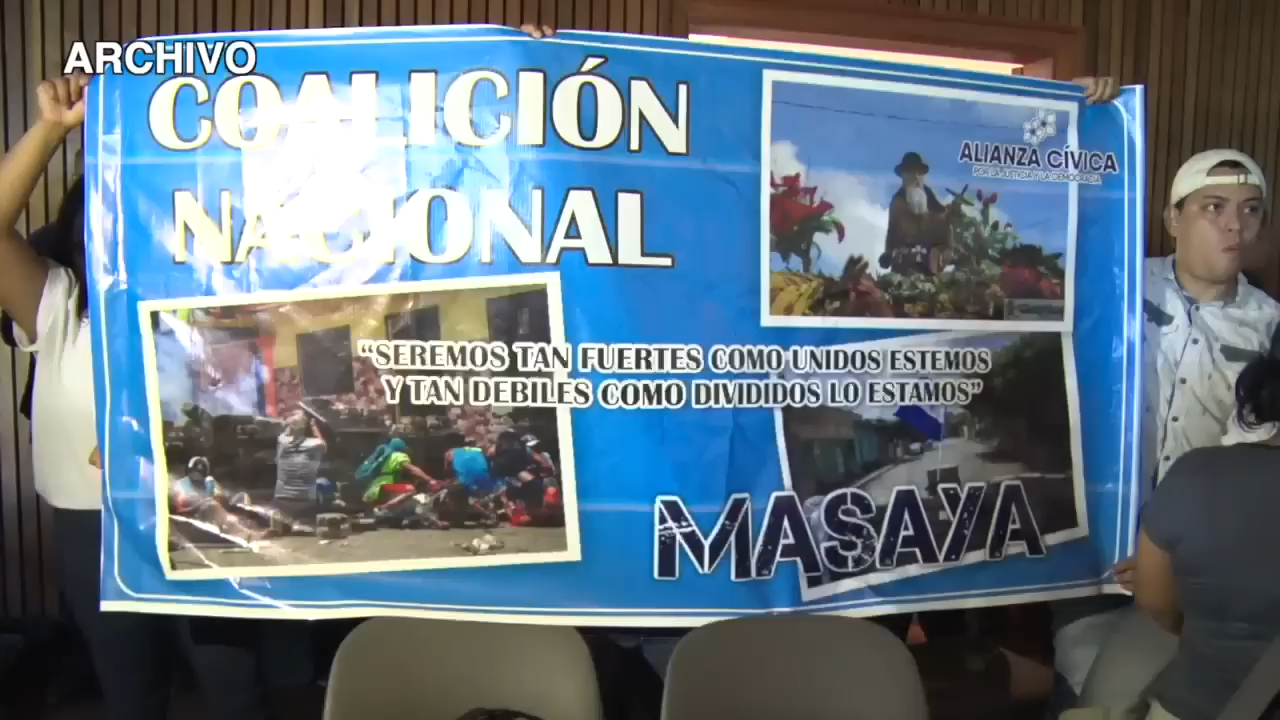 ARCHIVO
COALICIÓN
NACIONAL
ALIANZA CÍVICA
POR LA JUSTICIA Y LA DEMOCRACIA
“SEREMOS TAN FUERTES COMO UNIDOS ESTEMOS
Y TAN DEBILES COMO DIVIDIDOS LO ESTAMOS”
MASAYA